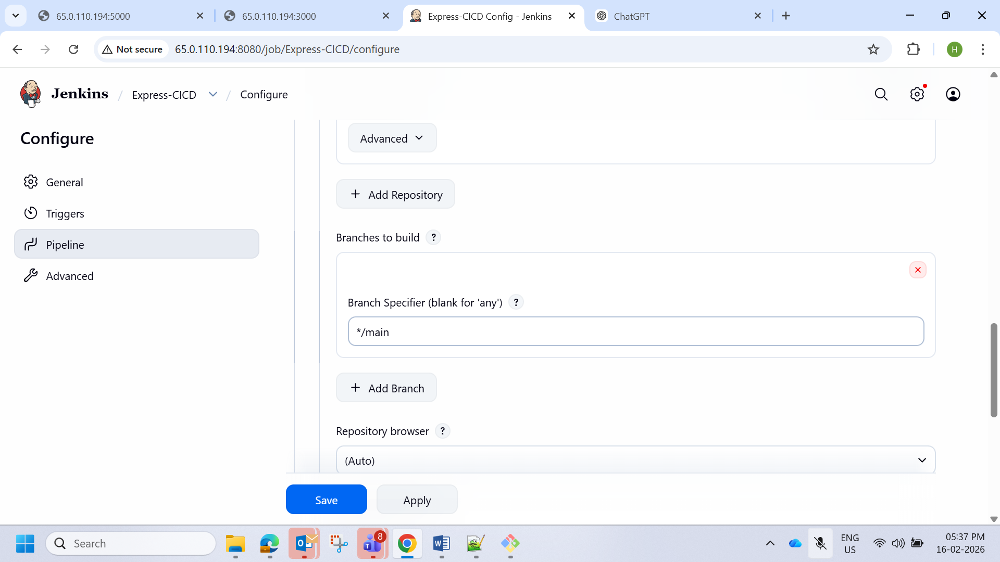 65.0.110.194:5000
65.0.110.194:3000
Express-CICD Config - Jenkins
ChatGPT
Not secure
65.0.110.194:8080/job/Express-CICD/configure
H
Jenkins / Express-CICD / Configure
Configure
General
Triggers
Pipeline
Advanced
Advanced
+ Add Repository
Branches to build ?
Branch Specifier (blank for 'any') ?
*/main
+ Add Branch
Repository browser ?
(Auto)
Save
Apply
Search
8
ENG
US
05:37 PM
16-02-2026